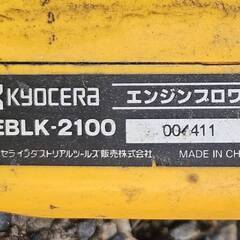 KYOCERA エンジンブロワ
EBLK-2100 004411
セラインダストリアルツールズ販売株式会社
MADE IN CH